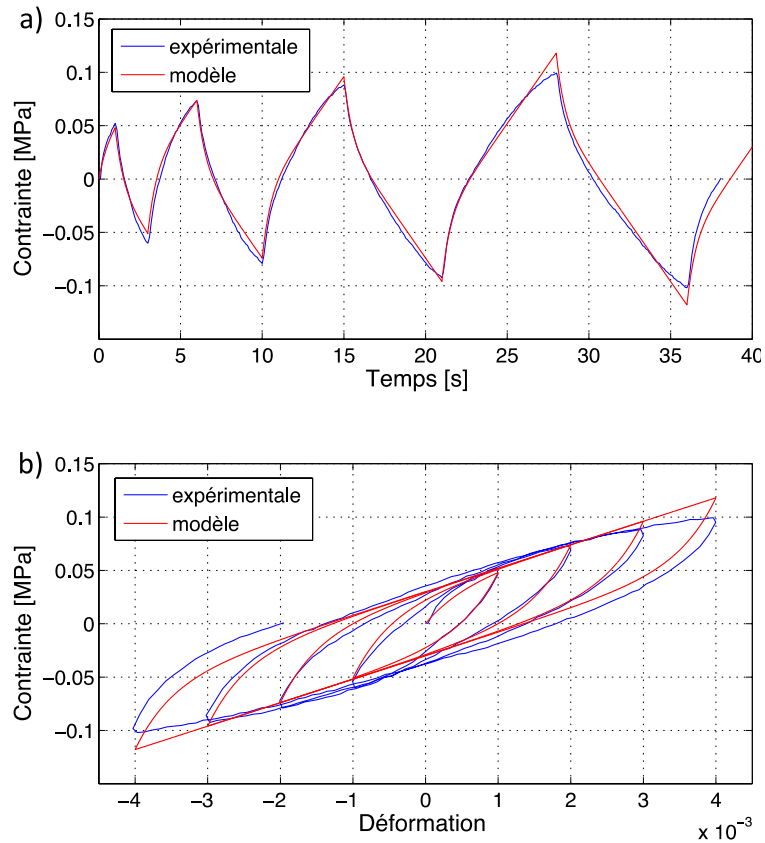 a)
0.15
0.1
0.05
0
−0.05
−0.1
Contrainte [MPa]
expérimentale
modèle
0 5 10 15 20 25 30 35 40
Temps [s]
b)
0.15
0.1
0.05
0
−0.05
−0.1
Contrainte [MPa]
expérimentale
modèle
−4 −3 −2 −1 0 1 2 3 4
Déformation
x 10⁻³